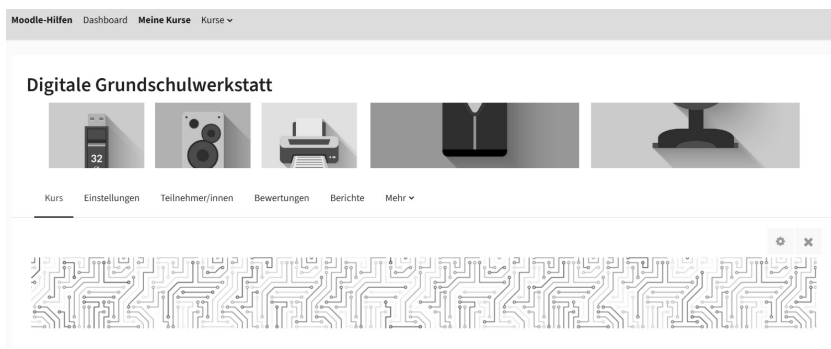 Moodle-Hilfen Dashboard Meine Kurse Kurse
Digitale Grundschulwerkstatt
32
Kurs Einstellungen Teilnehmer/innen Bewertungen Berichte Mehr